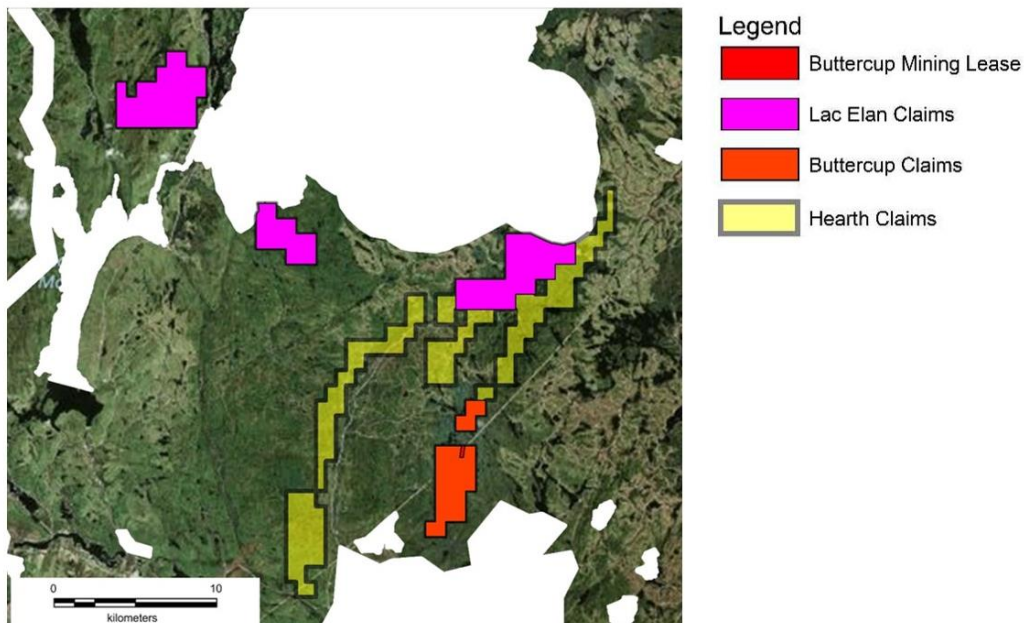 Legend
Buttercup Mining Lease
Lac Elan Claims
Buttercup Claims
Hearth Claims
0 10
kilometers